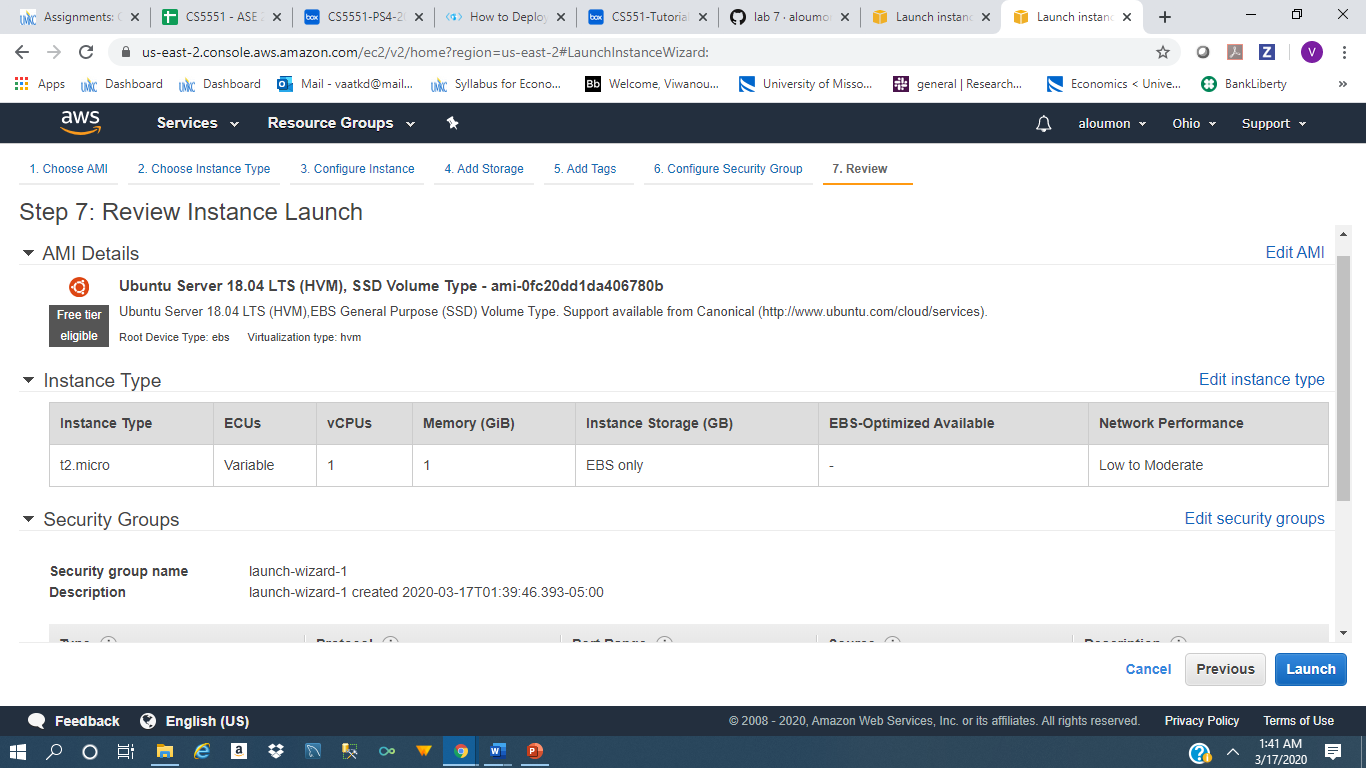 Assignments: C
CS5551 - ASE 2
CS5551-PS4-2
How to Deploy
CS551-Tutorial
lab 7 · aloumon
Launch instanc
Launch instanc
us-east-2.console.aws.amazon.com/ec2/v2/home?region=us-east-2#LaunchInstanceWizard:
V
Apps
Dashboard
Dashboard
Mail - vaatkd@mail...
Syllabus for Econo...
Bb Welcome, Viwanou...
University of Misso...
general | Research...
Economics < Unive...
BankLiberty
»
aws
Services
Resource Groups
aloumon
Ohio
Support
1. Choose AMI
2. Choose Instance Type
3. Configure Instance
4. Add Storage
5. Add Tags
6. Configure Security Group
7. Review
Step 7: Review Instance Launch
AMI Details
Edit AMI
Ubuntu Server 18.04 LTS (HVM), SSD Volume Type - ami-0fc20dd1da406780b
Free tier
eligible
Ubuntu Server 18.04 LTS (HVM),EBS General Purpose (SSD) Volume Type. Support available from Canonical (http://www.ubuntu.com/cloud/services).
Root Device Type: ebs Virtualization type: hvm
Instance Type
Edit instance type
Instance Type ECUs vCPUs Memory (GiB) Instance Storage (GB) EBS-Optimized Available Network Performance
t2.micro Variable 1 1 EBS only - Low to Moderate
Security Groups
Edit security groups
Security group name launch-wizard-1
Description launch-wizard-1 created 2020-03-17T01:39:46.393-05:00
Type Protocol Port Range Source Description
Cancel Previous Launch
Feedback
English (US)
© 2008 - 2020, Amazon Web Services, Inc. or its affiliates. All rights reserved.
Privacy Policy
Terms of Use
1:41 AM
3/17/2020